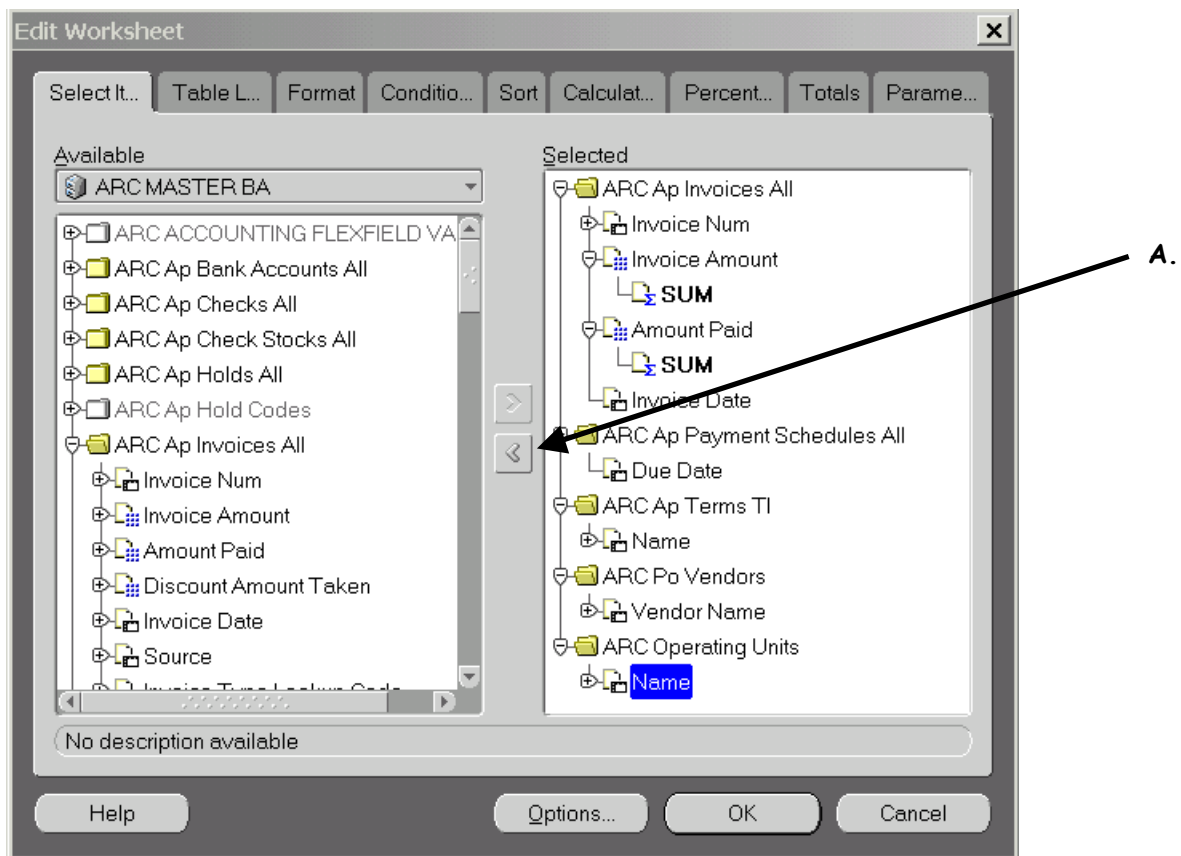 Edit Worksheet
Select It... Table L... Format Conditio... Sort Calculat... Percent... Totals Parame...
Available
ARC MASTER BA
ARC ACCOUNTING FLEXFIELD VA
ARC Ap Bank Accounts All
ARC Ap Checks All
ARC Ap Check Stocks All
ARC Ap Holds All
ARC Ap Hold Codes
ARC Ap Invoices All
Invoice Num
Invoice Amount
Amount Paid
Discount Amount Taken
Invoice Date
Source
Invoice Type Lookup Code
Selected
ARC Ap Invoices All
Invoice Num
Invoice Amount
SUM
Amount Paid
SUM
Invoice Date
ARC Ap Payment Schedules All
Due Date
ARC Ap Terms Tl
Name
ARC Po Vendors
Vendor Name
ARC Operating Units
Name
A.
No description available
Help Options... OK Cancel